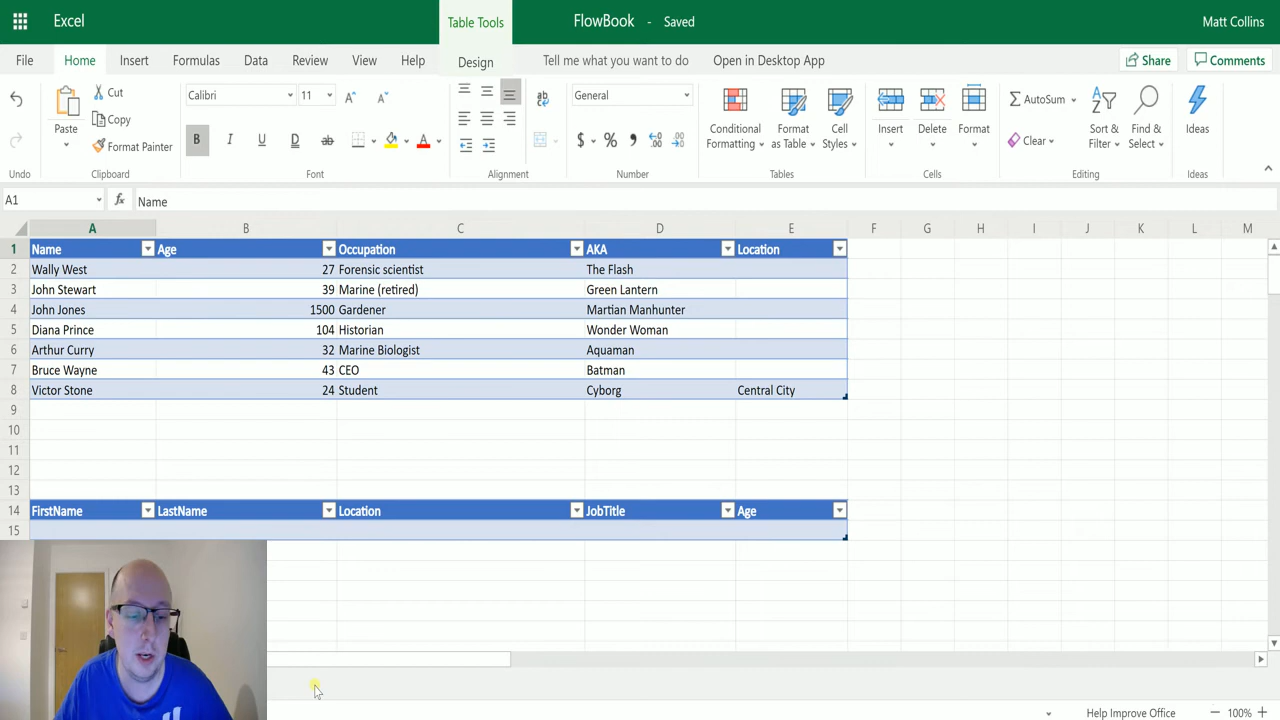 Excel
Table Tools
FlowBook - Saved
Matt Collins
File Home Insert Formulas Data Review View Help Design Tell me what you want to do Open in Desktop App Share Comments
Cut
Calibri 11
General
AutoSum
Copy
Paste
Conditional Formatting
Format as Table
Cell Styles
Insert
Delete
Format
Sort & Filter
Find & Select
Ideas
B I U D ab
$ %
Clear
Format Painter
Undo Clipboard Font Alignment Number Tables Cells Editing Ideas
A1 fx Name
A B C D E F G H I J K L M
1 Name Age Occupation AKA Location
2 Wally West 27 Forensic scientist The Flash
3 John Stewart 39 Marine (retired) Green Lantern
4 John Jones 1500 Gardener Martian Manhunter
5 Diana Prince 104 Historian Wonder Woman
6 Arthur Curry 32 Marine Biologist Aquaman
7 Bruce Wayne 43 CEO Batman
8 Victor Stone 24 Student Cyborg Central City
9
10
11
12
13
14 FirstName LastName Location JobTitle Age
15
Help Improve Office - 100% +